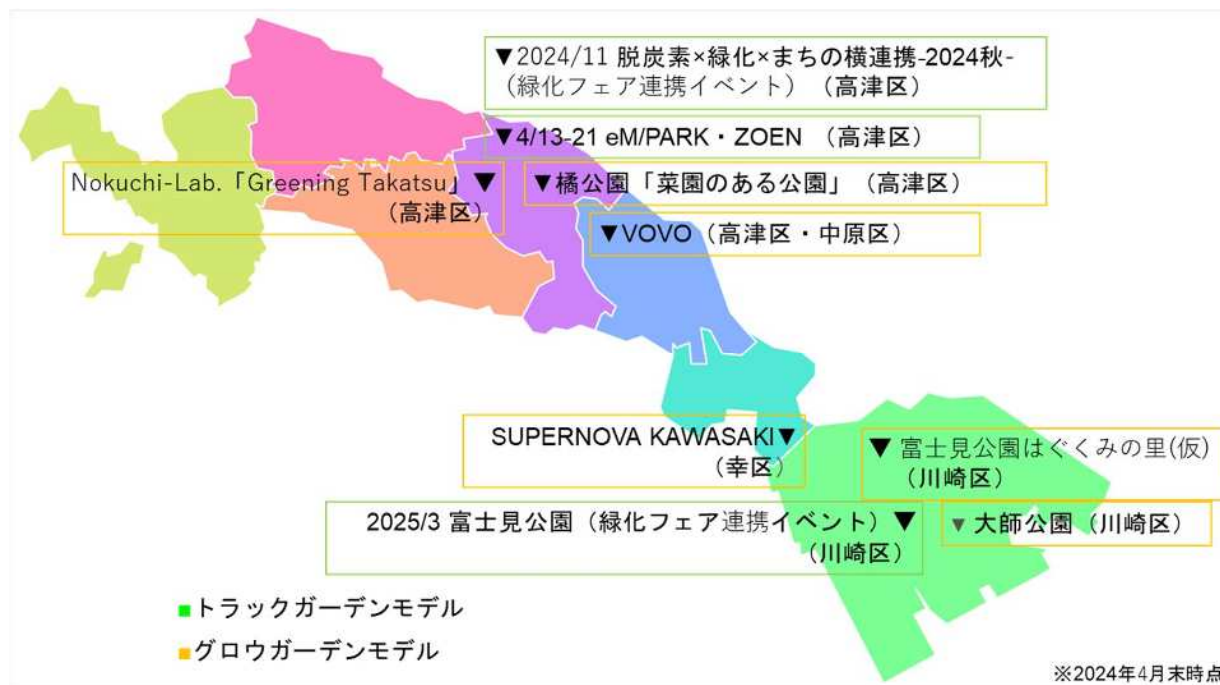 ▼2024/11 脱炭素×緑化×まちの横連携-2024秋-
（緑化フェア連携イベント）（高津区）
▼4/13-21 eM/PARK・ZOEN （高津区）
Nokuchi-Lab.「Greening Takatsu」▼
（高津区）
▼橘公園「菜園のある公園」（高津区）
▼VOVO（高津区・中原区）
SUPERNOVA KAWASAKI▼
（幸区）
▼ 富士見公園はぐくみの里(仮)
（川崎区）
2025/3 富士見公園（緑化フェア連携イベント）▼
（川崎区）
▼ 大師公園（川崎区）
■トラックガーデンモデル
■グロウガーデンモデル
※2024年4月末時点